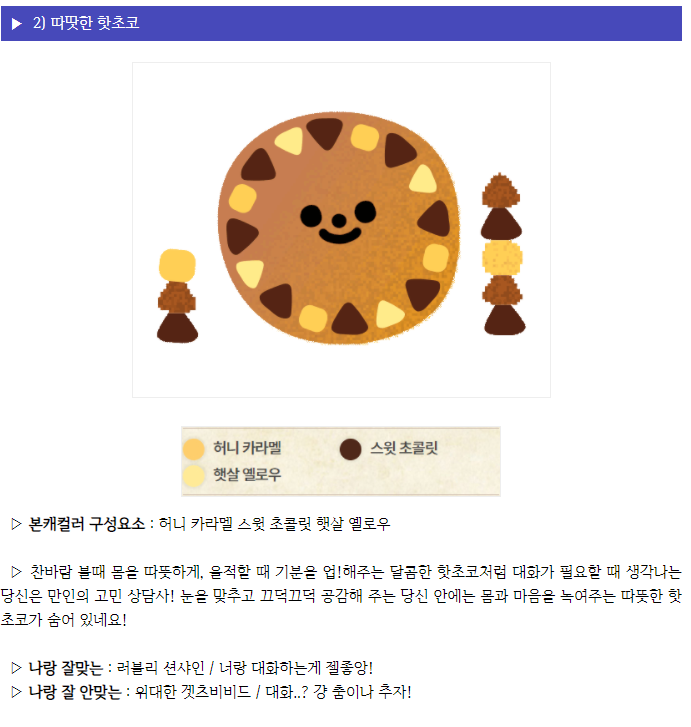 ▶ 2) 따땃한 핫초코
허니 카라멜 스윗 초콜릿
햇살 옐로우
▷ 본캐컬러 구성요소 : 허니 카라멜 스윗 초콜릿 햇살 옐로우
▷ 찬바람 불때 몸을 따뜻하게, 울적할 때 기분을 업!해주는 달콤한 핫초코처럼 대화가 필요할 때 생각나는
당신은 만인의 고민 상담사! 눈을 맞추고 끄덕끄덕 공감해 주는 당신 안에는 몸과 마음을 녹여주는 따뜻한 핫
초코가 숨어 있네요!
▷ 나랑 잘맞는 : 러블리 션샤인 / 너랑 대화하는게 젤좋앙!
▷ 나랑 잘 안맞는 : 위대한 겟츠비비드 / 대화..? 걍 춤이나 추자!